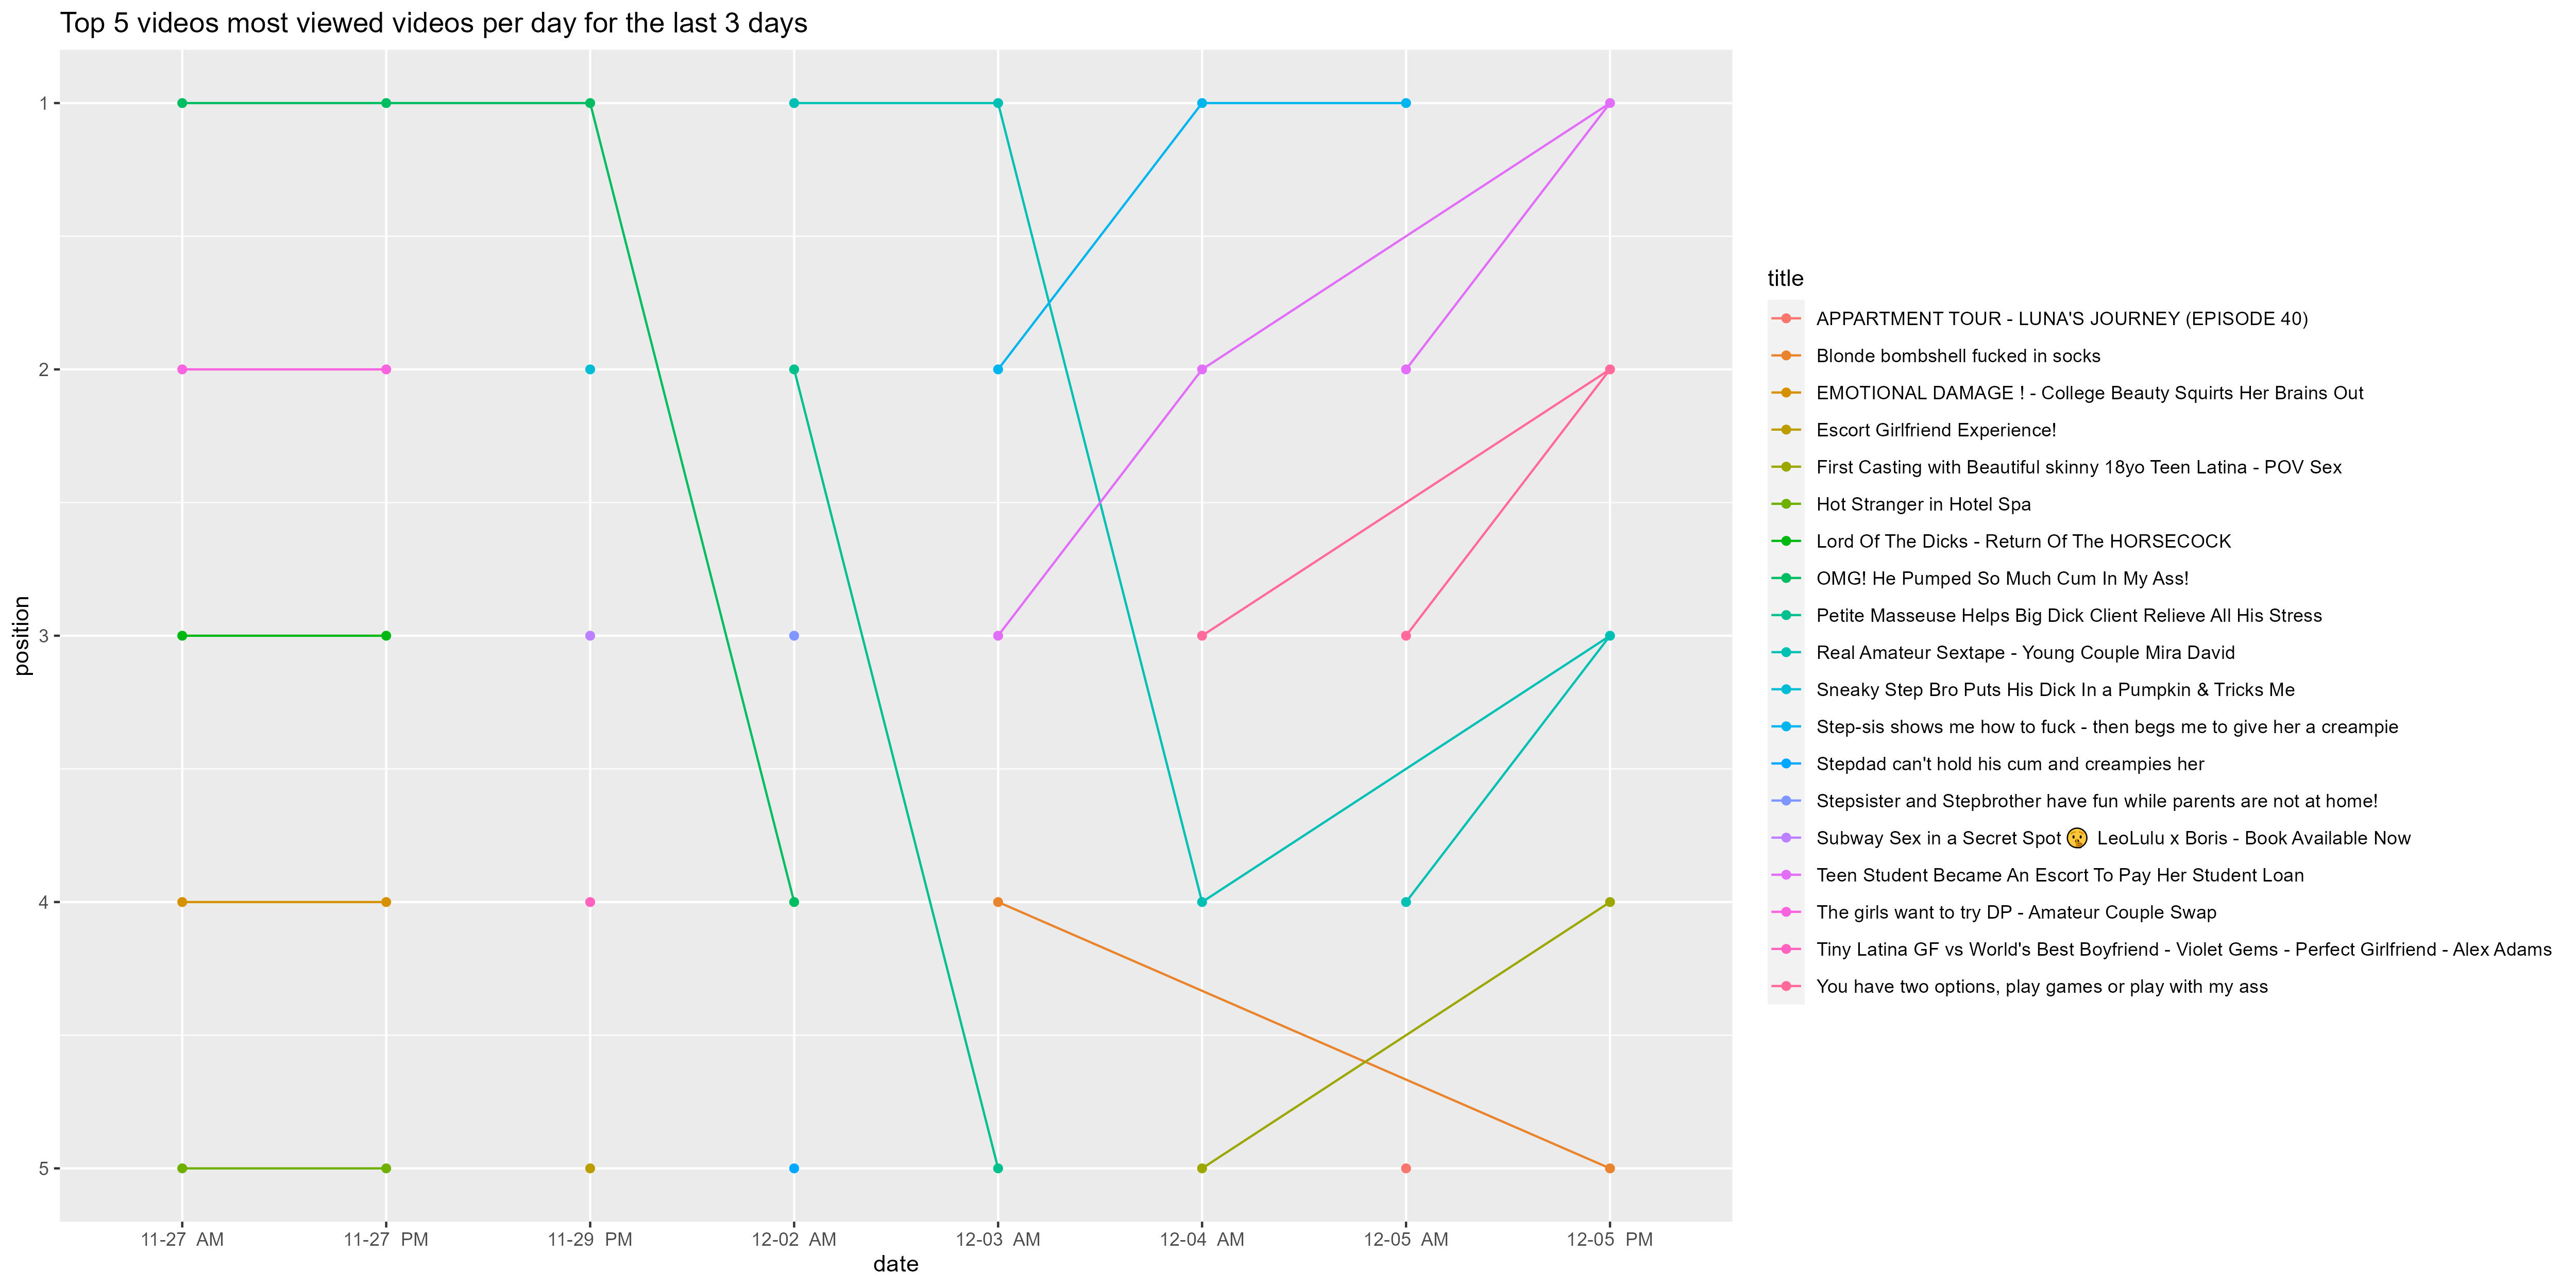 Top 5 videos most viewed videos per day for the last 3 days
position
1
2
3
4
5
11-27 AM
11-27 PM
11-29 PM
12-02 AM
12-03 AM
12-04 AM
12-05 AM
12-05 PM
date
title
APPARTMENT TOUR - LUNA'S JOURNEY (EPISODE 40)
Blonde bombshell fucked in socks
EMOTIONAL DAMAGE ! - College Beauty Squirts Her Brains Out
Escort Girlfriend Experience!
First Casting with Beautiful skinny 18yo Teen Latina - POV Sex
Hot Stranger in Hotel Spa
Lord Of The Dicks - Return Of The HORSECOCK
OMG! He Pumped So Much Cum In My Ass!
Petite Masseuse Helps Big Dick Client Relieve All His Stress
Real Amateur Sextape - Young Couple Mira David
Sneaky Step Bro Puts His Dick In a Pumpkin & Tricks Me
Step-sis shows me how to fuck - then begs me to give her a creampie
Stepdad can't hold his cum and creampies her
Stepsister and Stepbrother have fun while parents are not at home!
Subway Sex in a Secret Spot 🤫 LeoLulu x Boris - Book Available Now
Teen Student Became An Escort To Pay Her Student Loan
The girls want to try DP - Amateur Couple Swap
Tiny Latina GF vs World's Best Boyfriend - Violet Gems - Perfect Girlfriend - Alex Adams
You have two options, play games or play with my ass